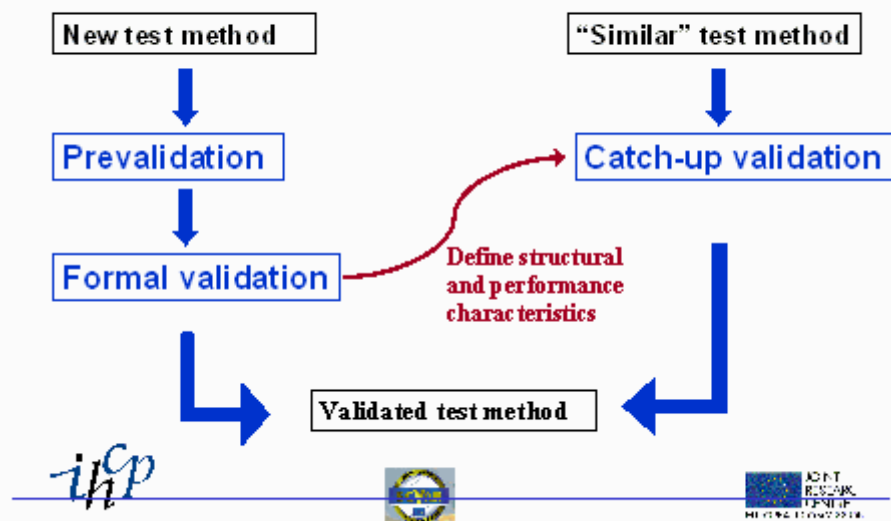 New test method
“Similar” test method
Prevalidation
Catch-up validation
Formal validation
Define structural
and performance
characteristics
Validated test method
ihcp
JOINT
RESEARCH
CENTRE